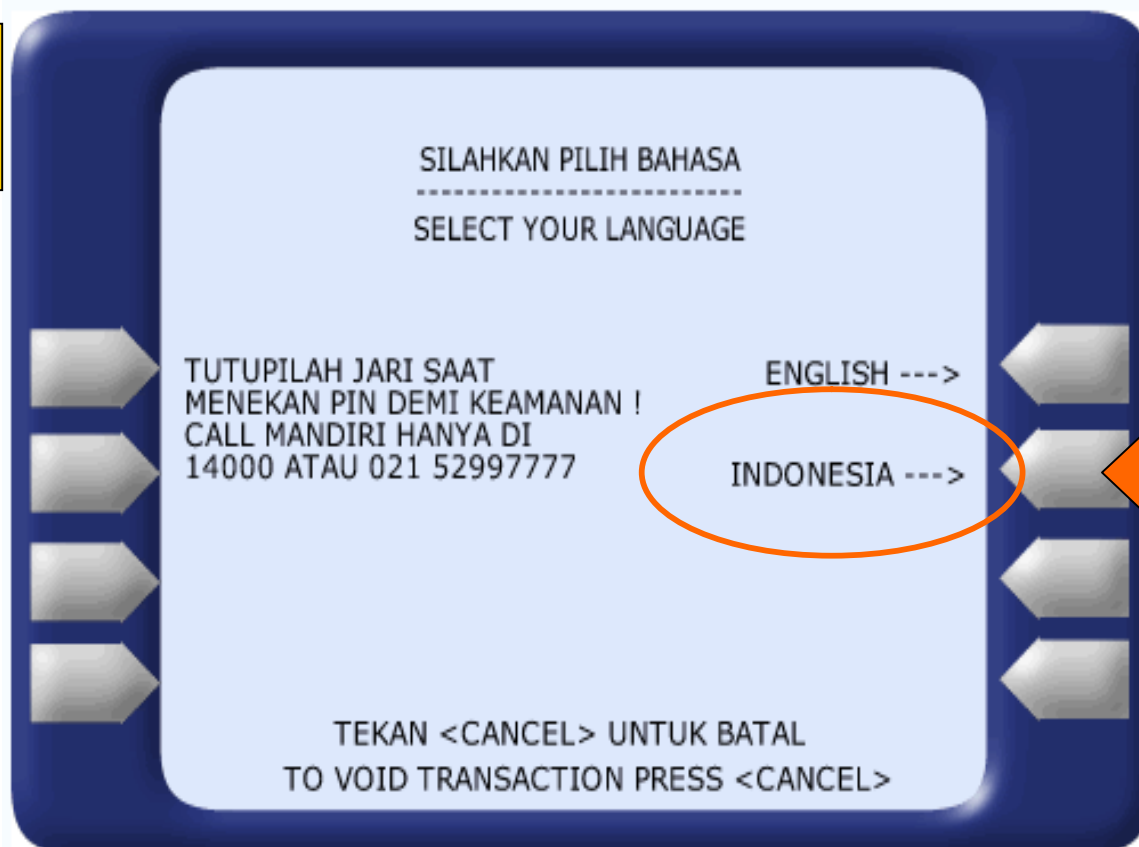 SILAHKAN PILIH BAHASA
--------------------------
SELECT YOUR LANGUAGE
TUTUPILAH JARI SAAT
MENEKAN PIN DEMI KEAMANAN !
CALL MANDIRI HANYA DI
14000 ATAU 021 52997777
ENGLISH --->
INDONESIA --->
TEKAN <CANCEL> UNTUK BATAL
TO VOID TRANSACTION PRESS <CANCEL>